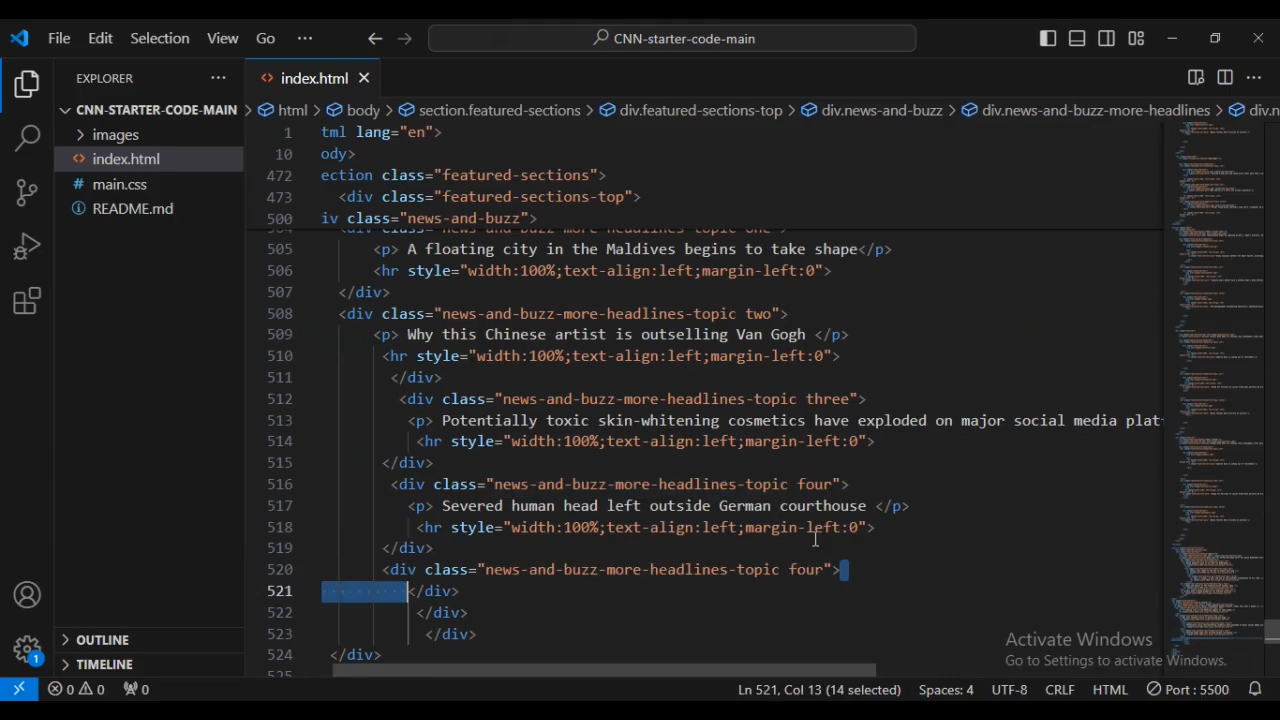 File Edit Selection View Go ··· CNN-starter-code-main
EXPLORER ···
index.html
CNN-STARTER-CODE-MAIN
html > body > section.featured-sections > div.featured-sections-top > div.news-and-buzz > div.news-and-buzz-more-headlines > div.n
images
index.html
# main.css
README.md
1 tml lang="en">
10 ody>
472 ection class="featured-sections">
473 <div class="featured-sections-top">
500 iv class="news-and-buzz">
505 <p> A floating city in the Maldives begins to take shape</p>
506 <hr style="width:100%;text-align:left;margin-left:0">
507 </div>
508 <div class="news-and-buzz-more-headlines-topic two">
509 <p> Why this Chinese artist is outselling Van Gogh </p>
510 <hr style="width:100%;text-align:left;margin-left:0">
511 </div>
512 <div class="news-and-buzz-more-headlines-topic three">
513 <p> Potentially toxic skin-whitening cosmetics have exploded on major social media plat
514 <hr style="width:100%;text-align:left;margin-left:0">
515 </div>
516 <div class="news-and-buzz-more-headlines-topic four">
517 <p> Severed human head left outside German courthouse </p>
518 <hr style="width:100%;text-align:left;margin-left:0">
519 </div>
520 <div class="news-and-buzz-more-headlines-topic four">
521 </div>
522 </div>
523 </div>
524 </div>
OUTLINE
TIMELINE
1
Activate Windows
Go to Settings to activate Windows.
0 0 0 Ln 521, Col 13 (14 selected) Spaces: 4 UTF-8 CRLF HTML Port : 5500